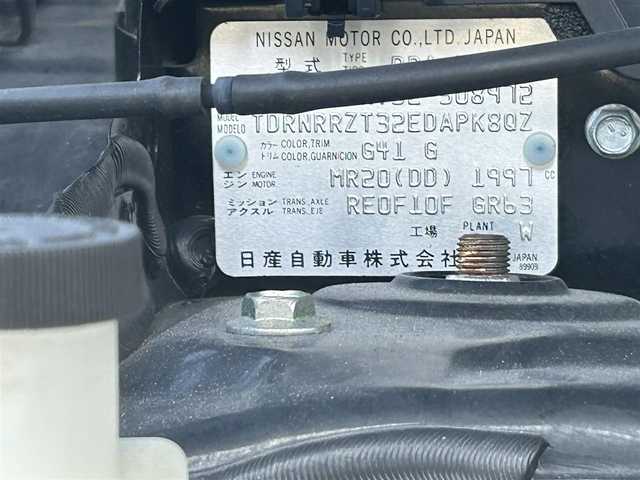 NISSAN MOTOR CO.,LTD. JAPAN
型式 TYPE
308912
MODEL
MODELO TDRNRRZT32EDAPK8QZ
カラー COLOR,TRIM
トリム COLOR,GUARNICION G41 G
エンジン ENGINE MOTOR MR20(DD) 1997 CC
ミッション TRANS.,AXLE
アクスル TRANS.,EJE RE0F10F GR63
工場 PLANT W
日産自動車株式会 JAPAN
89909